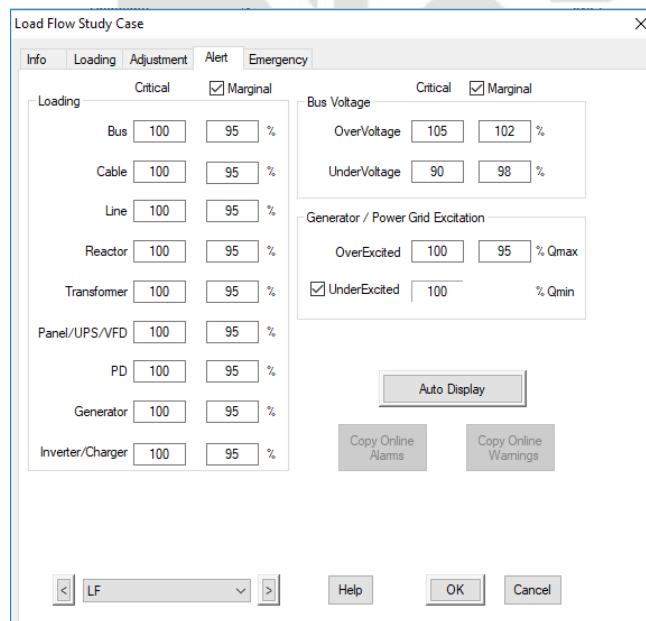 Load Flow Study Case
Info Loading Adjustment Alert Emergency
Critical Marginal
Loading
Bus 100 95 %
Cable 100 95 %
Line 100 95 %
Reactor 100 95 %
Transformer 100 95 %
Panel/UPS/VFD 100 95 %
PD 100 95 %
Generator 100 95 %
Inverter/Charger 100 95 %
Critical Marginal
Bus Voltage
OverVoltage 105 102 %
UnderVoltage 90 98 %
Generator / Power Grid Excitation
OverExcited 100 95 % Qmax
UnderExcited 100 % Qmin
Auto Display
Copy Online Alarms
Copy Online Warnings
< LF >
Help OK Cancel